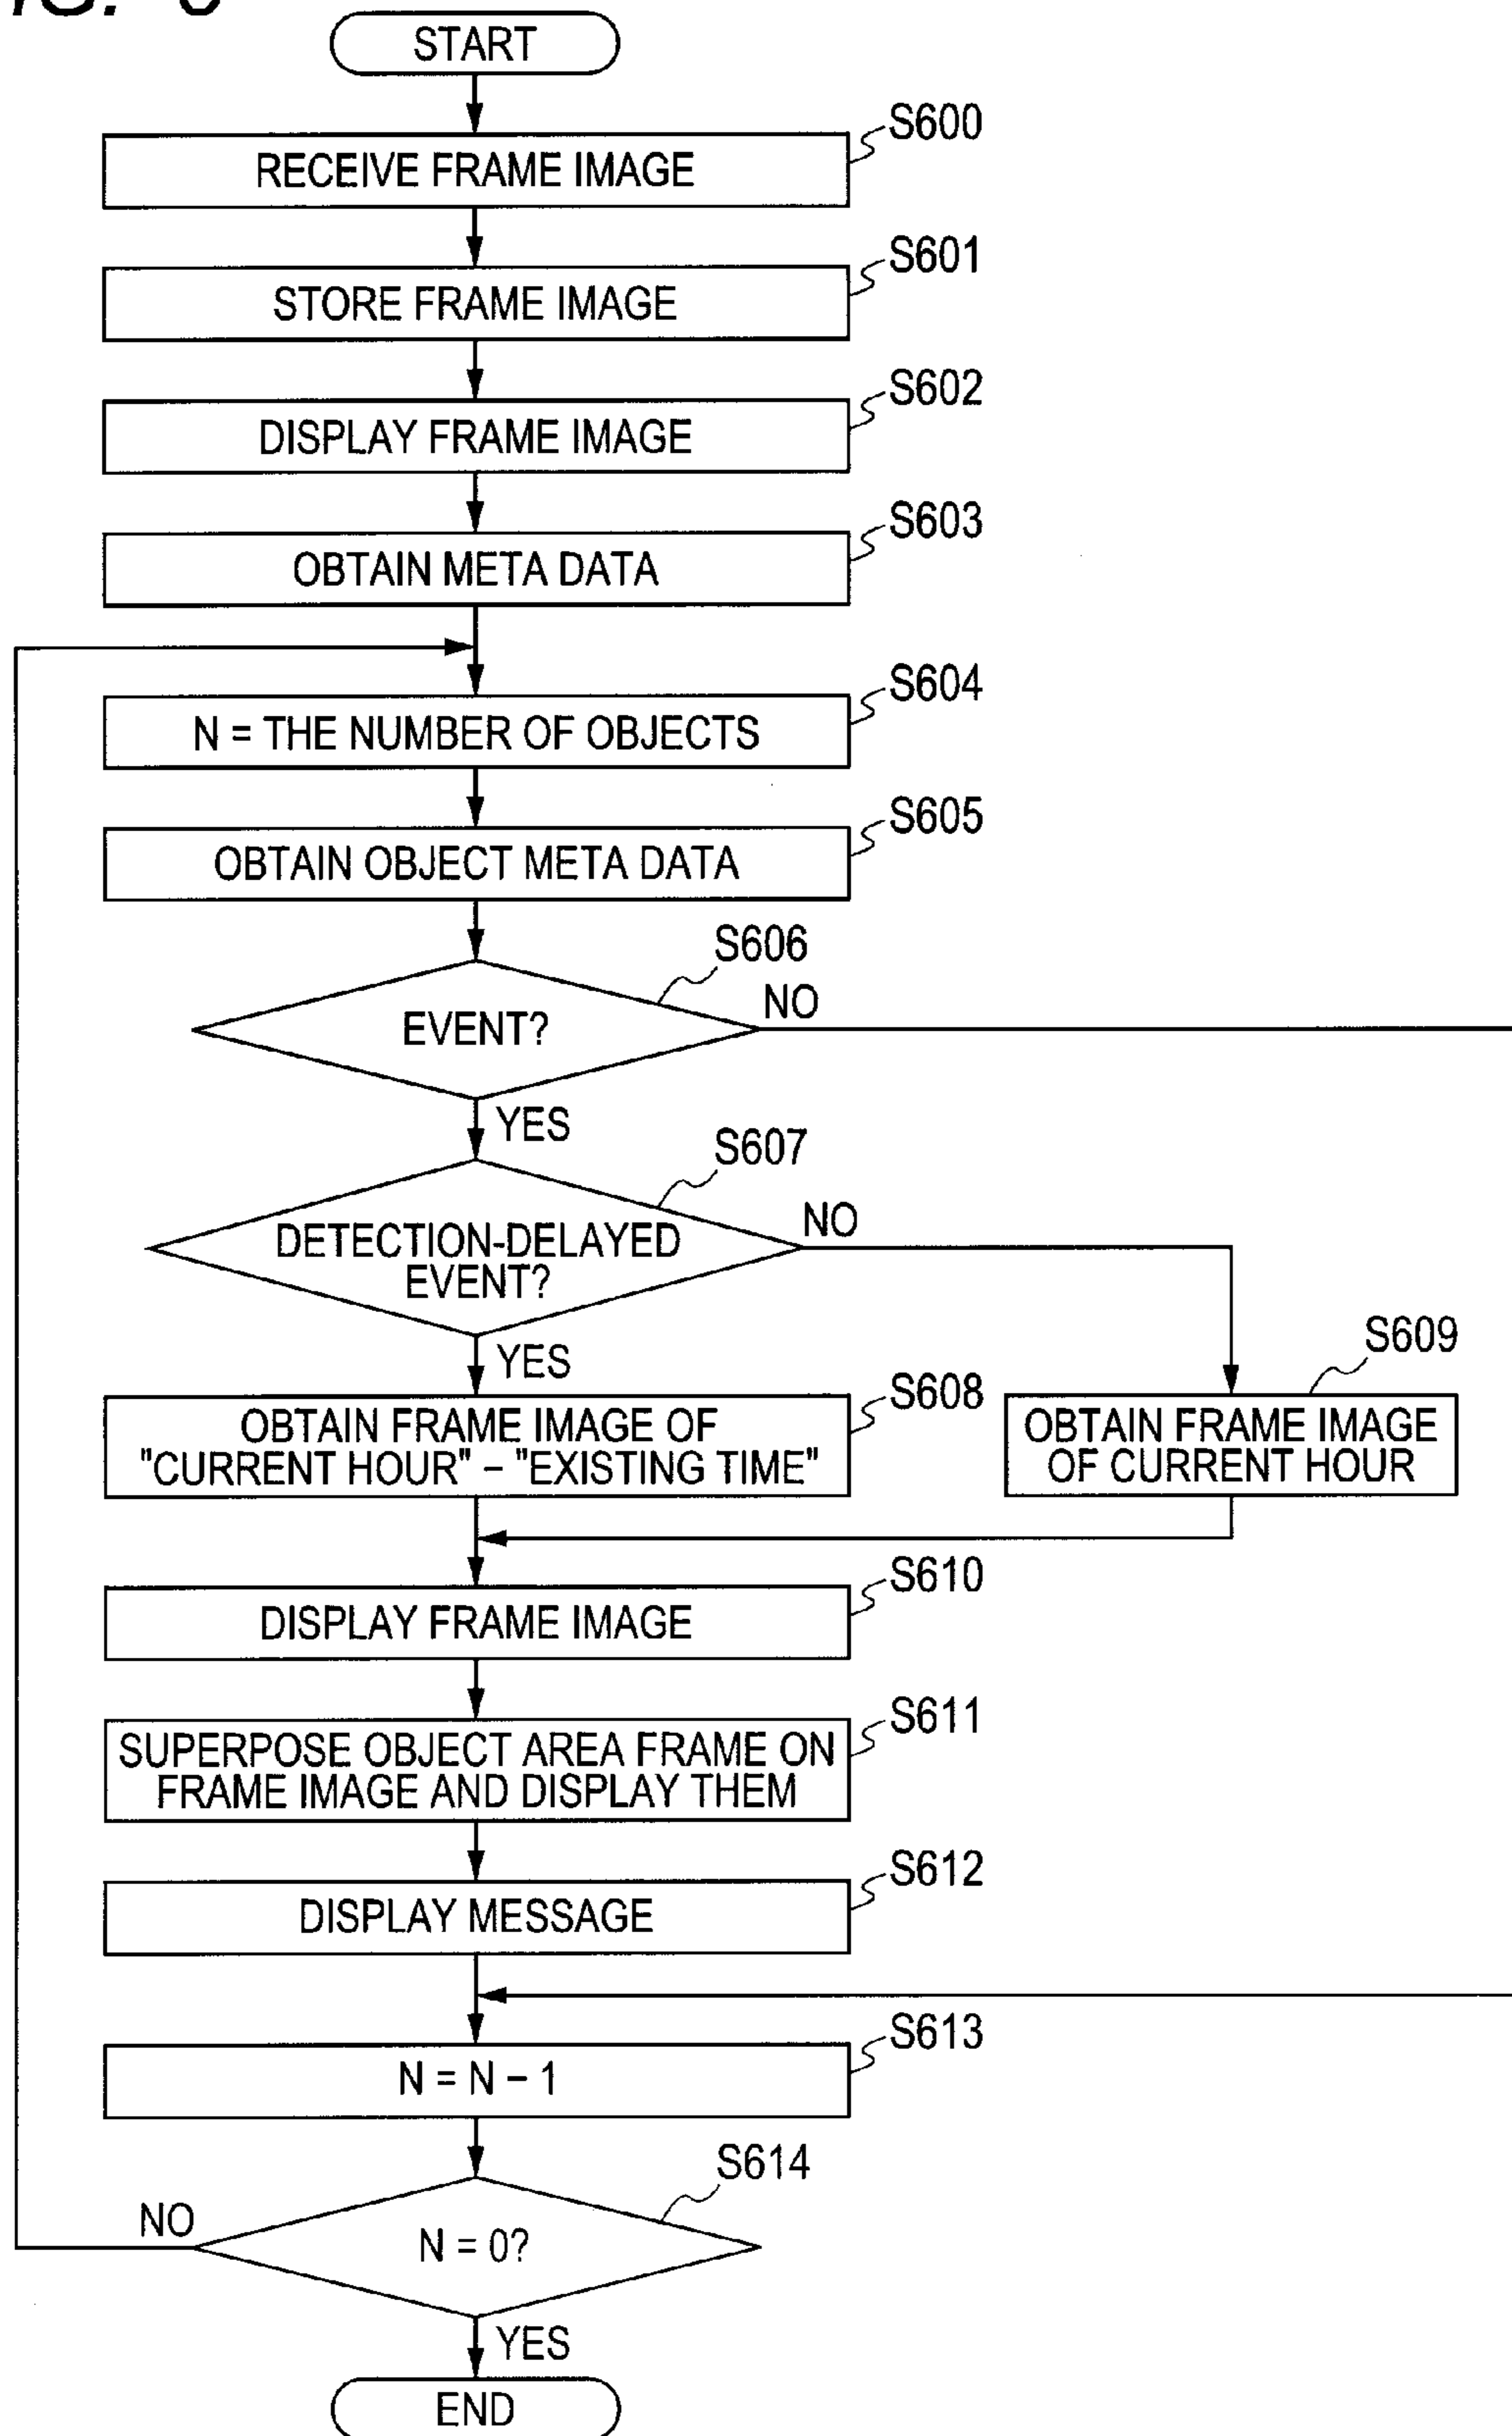 START
S600
RECEIVE FRAME IMAGE
S601
STORE FRAME IMAGE
S602
DISPLAY FRAME IMAGE
S603
OBTAIN META DATA
S604
N = THE NUMBER OF OBJECTS
S605
OBTAIN OBJECT META DATA
S606
EVENT?
NO
YES
S607
DETECTION-DELAYED
EVENT?
NO
YES
S608
OBTAIN FRAME IMAGE OF
"CURRENT HOUR" – "EXISTING TIME"
S609
OBTAIN FRAME IMAGE
OF CURRENT HOUR
S610
DISPLAY FRAME IMAGE
S611
SUPERPOSE OBJECT AREA FRAME ON
FRAME IMAGE AND DISPLAY THEM
S612
DISPLAY MESSAGE
S613
N = N – 1
S614
N = 0?
NO
YES
END